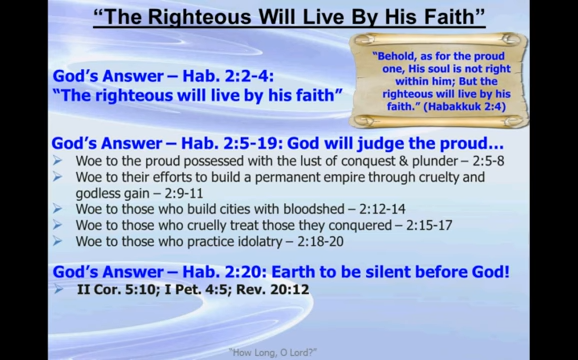 “The Righteous Will Live By His Faith”
“Behold, as for the proud
one, His soul is not right
within him; But the
righteous will live by his
faith.” (Habakkuk 2:4)
God’s Answer – Hab. 2:2-4:
“The righteous will live by his faith”
God’s Answer – Hab. 2:5-19: God will judge the proud…
Woe to the proud possessed with the lust of conquest & plunder – 2:5-8
Woe to their efforts to build a permanent empire through cruelty and
godless gain – 2:9-11
Woe to those who build cities with bloodshed – 2:12-14
Woe to those who cruelly treat those they conquered – 2:15-17
Woe to those who practice idolatry – 2:18-20
God’s Answer – Hab. 2:20: Earth to be silent before God!
II Cor. 5:10; I Pet. 4:5; Rev. 20:12
“How Long, O Lord?”